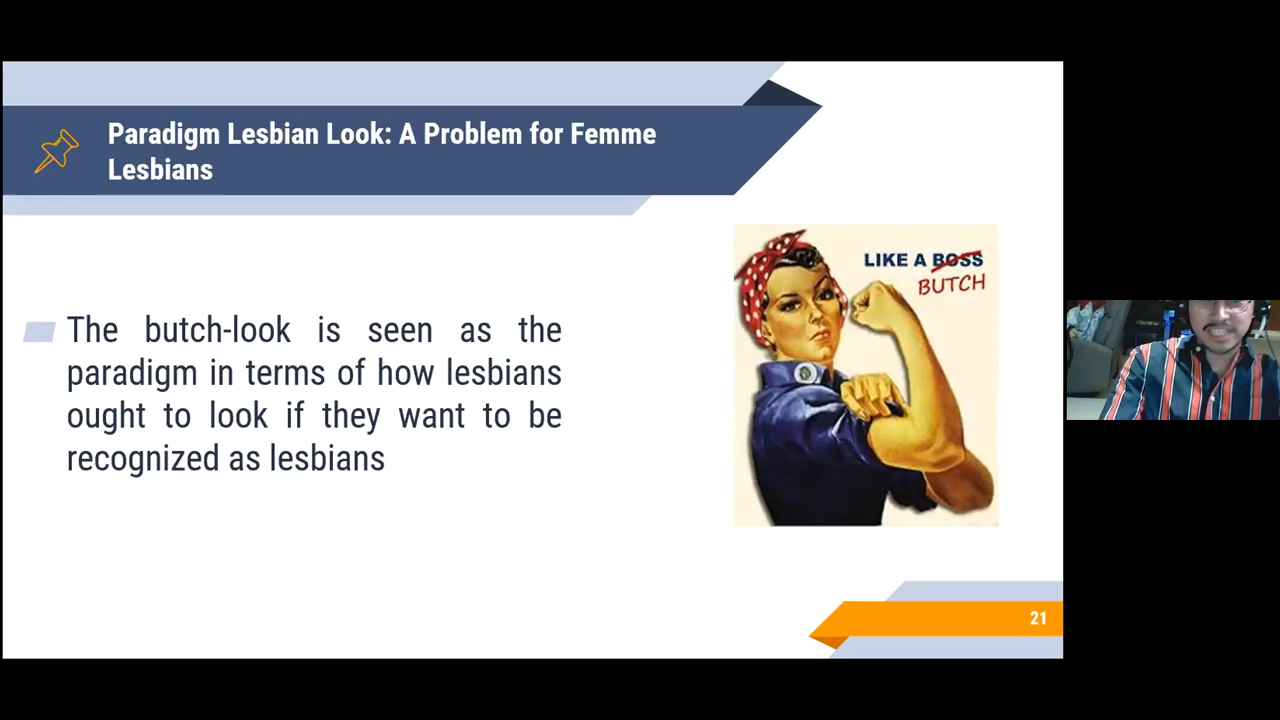 Paradigm Lesbian Look: A Problem for Femme
Lesbians
The butch-look is seen as the
paradigm in terms of how lesbians
ought to look if they want to be
recognized as lesbians
LIKE A BOSS
BUTCH
21